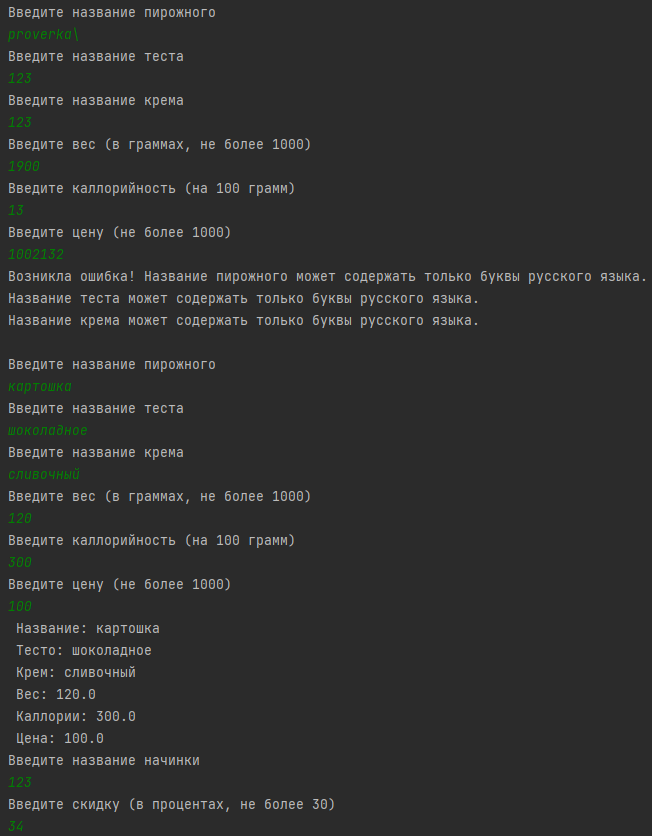 Введите название пирожного
proverka\
Введите название теста
123
Введите название крема
123
Введите вес (в граммах, не более 1000)
1900
Введите каллорийность (на 100 грамм)
13
Введите цену (не более 1000)
1002132
Возникла ошибка! Название пирожного может содержать только буквы русского языка.
Название теста может содержать только буквы русского языка.
Название крема может содержать только буквы русского языка.
Введите название пирожного
картошка
Введите название теста
шоколадное
Введите название крема
сливочный
Введите вес (в граммах, не более 1000)
120
Введите каллорийность (на 100 грамм)
300
Введите цену (не более 1000)
100
Название: картошка
Тесто: шоколадное
Крем: сливочный
Вес: 120.0
Каллории: 300.0
Цена: 100.0
Введите название начинки
123
Введите скидку (в процентах, не более 30)
34